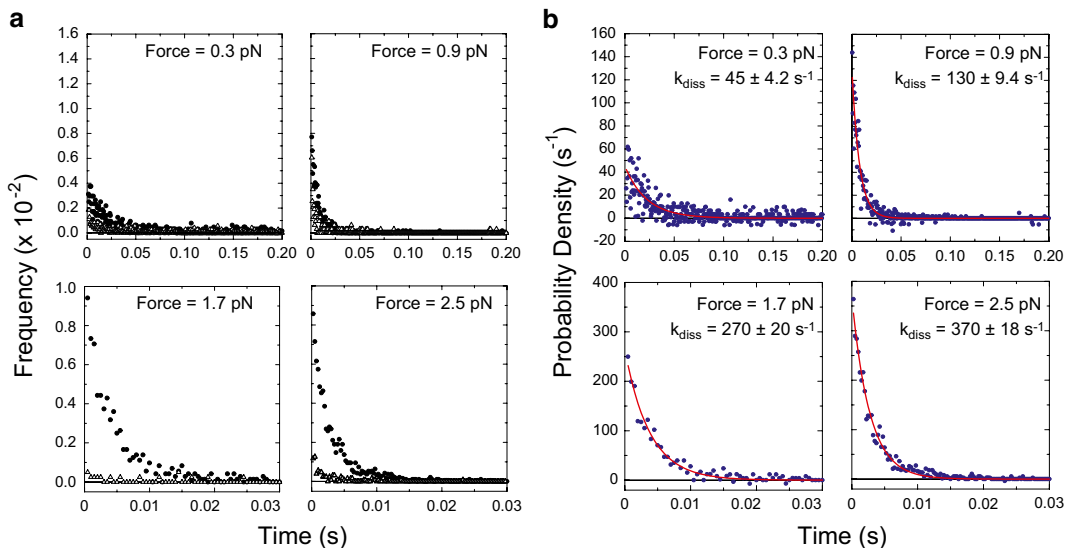 a
Frequency (x 10⁻²)
Force = 0.3 pN
1.6
1.4
1.2
1.0
0.8
0.6
0.4
0.2
0.0
0 0.05 0.10 0.15 0.20
Force = 0.9 pN
0 0.05 0.10 0.15 0.20
Force = 1.7 pN
1.0
0.8
0.6
0.4
0.2
0.0
0 0.01 0.02 0.03
Force = 2.5 pN
0 0.01 0.02 0.03
Time (s)
b
Probability Density (s⁻¹)
Force = 0.3 pN
k_diss = 45 ± 4.2 s⁻¹
160
140
120
100
80
60
40
20
0
-20
0 0.05 0.10 0.15 0.20
Force = 0.9 pN
k_diss = 130 ± 9.4 s⁻¹
0 0.05 0.10 0.15 0.20
Force = 1.7 pN
k_diss = 270 ± 20 s⁻¹
400
300
200
100
0
0 0.01 0.02 0.03
Force = 2.5 pN
k_diss = 370 ± 18 s⁻¹
0 0.01 0.02 0.03
Time (s)